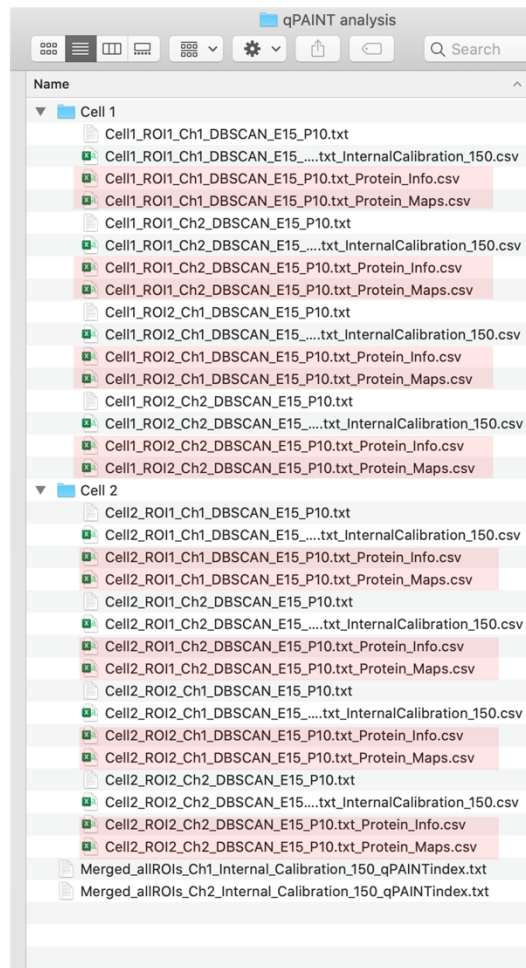 qPAINT analysis
Search
Name
Cell 1
Cell1_ROI1_Ch1_DBSCAN_E15_P10.txt
Cell1_ROI1_Ch1_DBSCAN_E15_....txt_InternalCalibration_150.csv
Cell1_ROI1_Ch1_DBSCAN_E15_P10.txt_Protein_Info.csv
Cell1_ROI1_Ch1_DBSCAN_E15_P10.txt_Protein_Maps.csv
Cell1_ROI1_Ch2_DBSCAN_E15_P10.txt
Cell1_ROI1_Ch2_DBSCAN_E15_....txt_InternalCalibration_150.csv
Cell1_ROI1_Ch2_DBSCAN_E15_P10.txt_Protein_Info.csv
Cell1_ROI1_Ch2_DBSCAN_E15_P10.txt_Protein_Maps.csv
Cell1_ROI2_Ch1_DBSCAN_E15_P10.txt
Cell1_ROI2_Ch1_DBSCAN_E15_....txt_InternalCalibration_150.csv
Cell1_ROI2_Ch1_DBSCAN_E15_P10.txt_Protein_Info.csv
Cell1_ROI2_Ch1_DBSCAN_E15_P10.txt_Protein_Maps.csv
Cell1_ROI2_Ch2_DBSCAN_E15_P10.txt
Cell1_ROI2_Ch2_DBSCAN_E15_....txt_InternalCalibration_150.csv
Cell1_ROI2_Ch2_DBSCAN_E15_P10.txt_Protein_Info.csv
Cell1_ROI2_Ch2_DBSCAN_E15_P10.txt_Protein_Maps.csv
Cell 2
Cell2_ROI1_Ch1_DBSCAN_E15_P10.txt
Cell2_ROI1_Ch1_DBSCAN_E15_....txt_InternalCalibration_150.csv
Cell2_ROI1_Ch1_DBSCAN_E15_P10.txt_Protein_Info.csv
Cell2_ROI1_Ch1_DBSCAN_E15_P10.txt_Protein_Maps.csv
Cell2_ROI1_Ch2_DBSCAN_E15_P10.txt
Cell2_ROI1_Ch2_DBSCAN_E15_....txt_InternalCalibration_150.csv
Cell2_ROI1_Ch2_DBSCAN_E15_P10.txt_Protein_Info.csv
Cell2_ROI1_Ch2_DBSCAN_E15_P10.txt_Protein_Maps.csv
Cell2_ROI2_Ch1_DBSCAN_E15_P10.txt
Cell2_ROI2_Ch1_DBSCAN_E15_....txt_InternalCalibration_150.csv
Cell2_ROI2_Ch1_DBSCAN_E15_P10.txt_Protein_Info.csv
Cell2_ROI2_Ch1_DBSCAN_E15_P10.txt_Protein_Maps.csv
Cell2_ROI2_Ch2_DBSCAN_E15_P10.txt
Cell2_ROI2_Ch2_DBSCAN_E15....txt_InternalCalibration_150.csv
Cell2_ROI2_Ch2_DBSCAN_E15_P10.txt_Protein_Info.csv
Cell2_ROI2_Ch2_DBSCAN_E15_P10.txt_Protein_Maps.csv
Merged_allROIs_Ch1_Internal_Calibration_150_qPAINTindex.txt
Merged_allROIs_Ch2_Internal_Calibration_150_qPAINTindex.txt